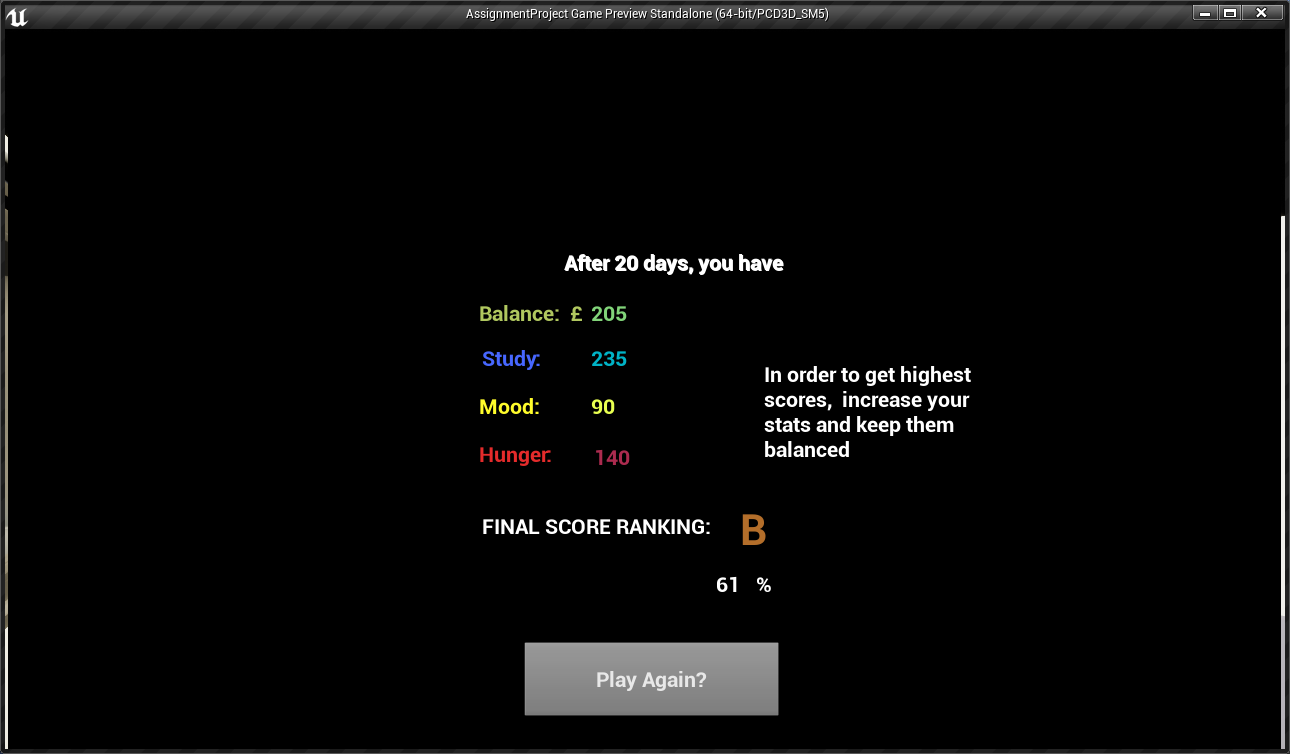 AssignmentProject Game Preview Standalone (64-bit/PCD3D_SM5)
After 20 days, you have
Balance: £ 205
Study: 235
Mood: 90
Hunger: 140
In order to get highest
scores, increase your
stats and keep them
balanced
FINAL SCORE RANKING: B
61 %
Play Again?